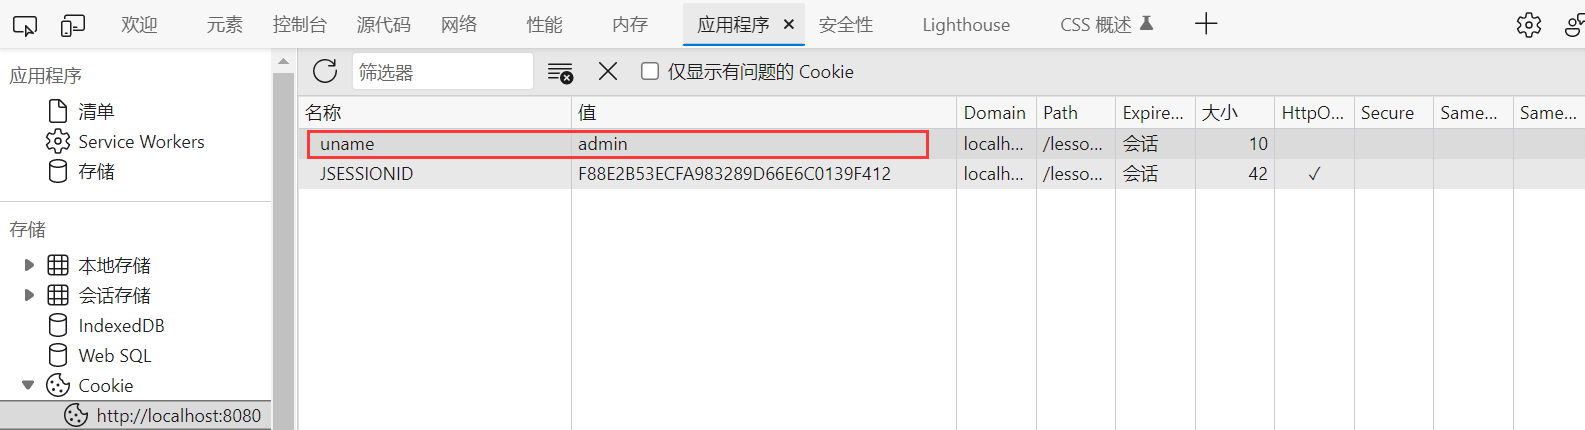 欢迎 元素 控制台 源代码 网络 性能 内存 应用程序 安全性 Lighthouse CSS 概述
应用程序
清单
Service Workers
存储
存储
本地存储
会话存储
IndexedDB
Web SQL
Cookie
http://localhost:8080
筛选器 仅显示有问题的 Cookie
名称 值 Domain Path Expire... 大小 HttpO... Secure Same... Same...
uname admin localh... /lesso... 会话 10
JSESSIONID F88E2B53ECFA983289D66E6C0139F412 localh... /lesso... 会话 42 ✓